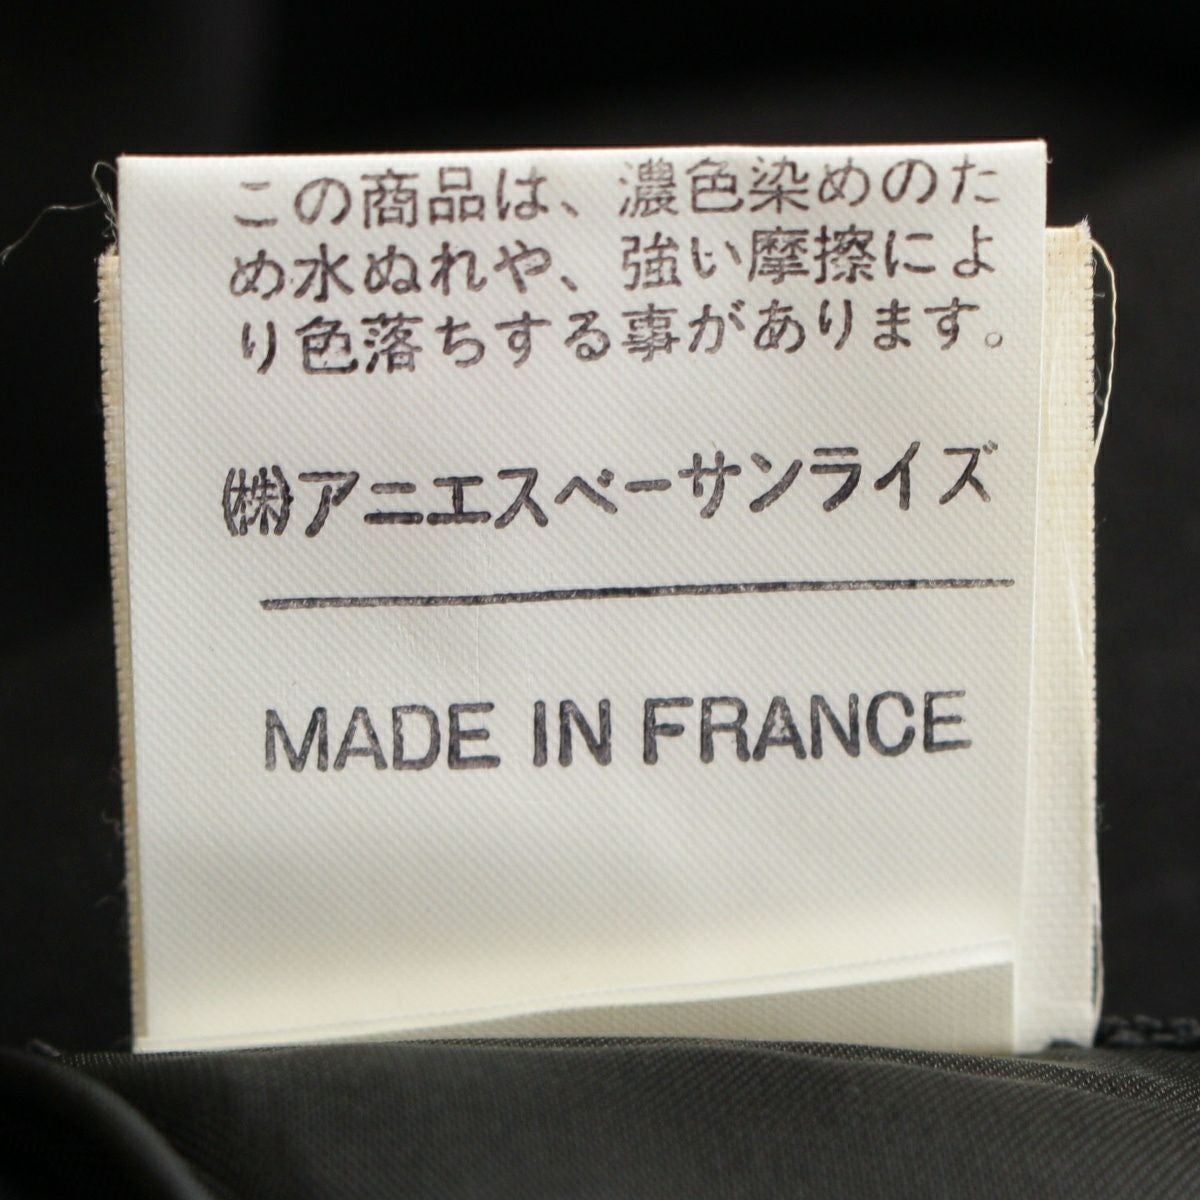 この商品は、濃色染めのた
め水ぬれや、強い摩擦によ
り色落ちする事があります。
㈱アニエスベーサンライズ
MADE IN FRANCE